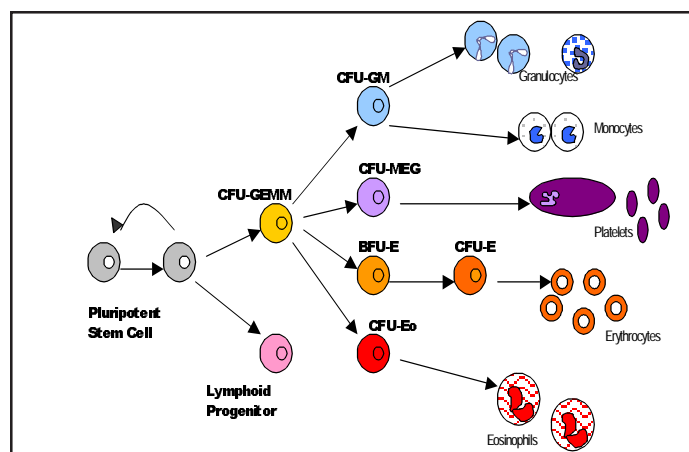 CFU-GM
Granulocytes
Monocytes
CFU-MEG
CFU-GEMM
Platelets
BFU-E
CFU-E
Pluripotent
Stem Cell
Erythrocytes
CFU-Eo
Lymphoid
Progenitor
Eosinophils